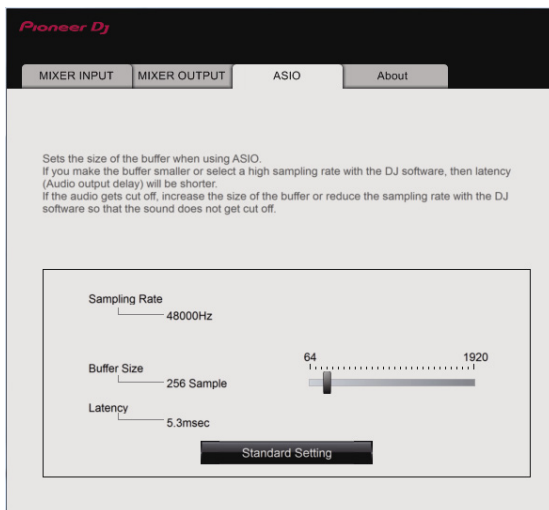 Pioneer Dj
MIXER INPUT
MIXER OUTPUT
ASIO
About
Sets the size of the buffer when using ASIO.
If you make the buffer smaller or select a high sampling rate with the DJ software, then latency
(Audio output delay) will be shorter.
If the audio gets cut off, increase the size of the buffer or reduce the sampling rate with the DJ
software so that the sound does not get cut off.
Sampling Rate
48000Hz
Buffer Size
256 Sample
64
1920
Latency
5.3msec
Standard Setting